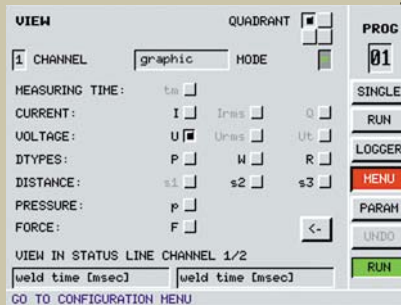 VIEW QUADRANT
1 CHANNEL graphic MODE
MEASURING TIME: tm
CURRENT: I Irms Q
VOLTAGE: U Urms Ut
DTYPES: P W R
DISTANCE: s1 s2 s3
PRESSURE: p
FORCE: F <-
VIEW IN STATUS LINE CHANNEL 1/2
weld time [msec] weld time [msec]
GO TO CONFIGURATION MENU
PROG
01
SINGLE
RUN
LOGGER
MENU
PARAM
UNDO
RUN